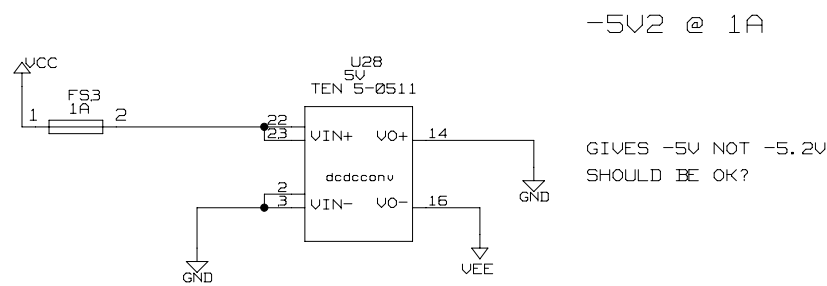 -5V2 @ 1A
VCC
U28
5V
TEN 5-0511
FS3
1A
1
2
22
23
VIN+
VO+
14
GIVES -5V NOT -5.2V
SHOULD BE OK?
dcdcconv
2
3
VIN-
VO-
16
GND
GND
VEE